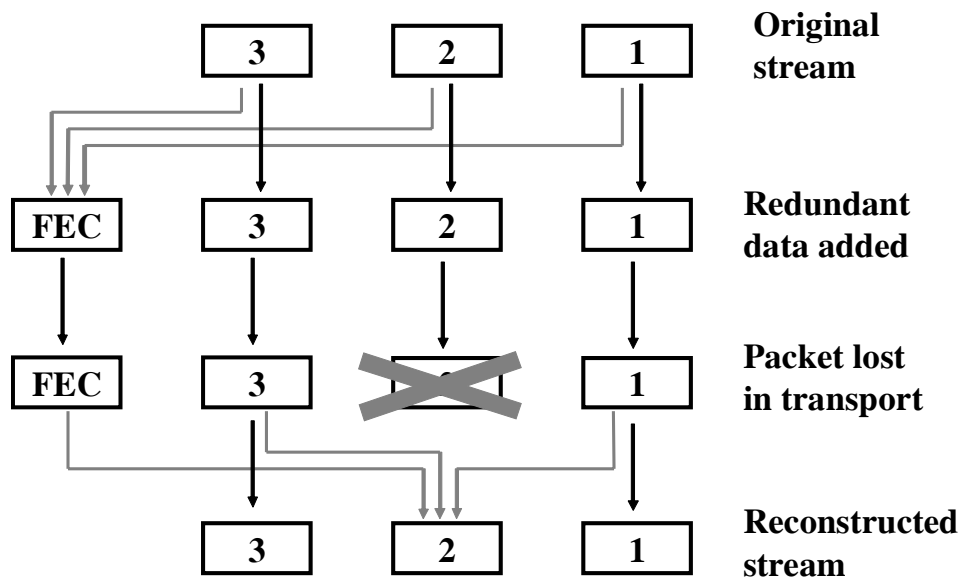 3 2 1 Original
stream
FEC 3 2 1 Redundant
data added
FEC 3 1 Packet lost
in transport
3 2 1 Reconstructed
stream